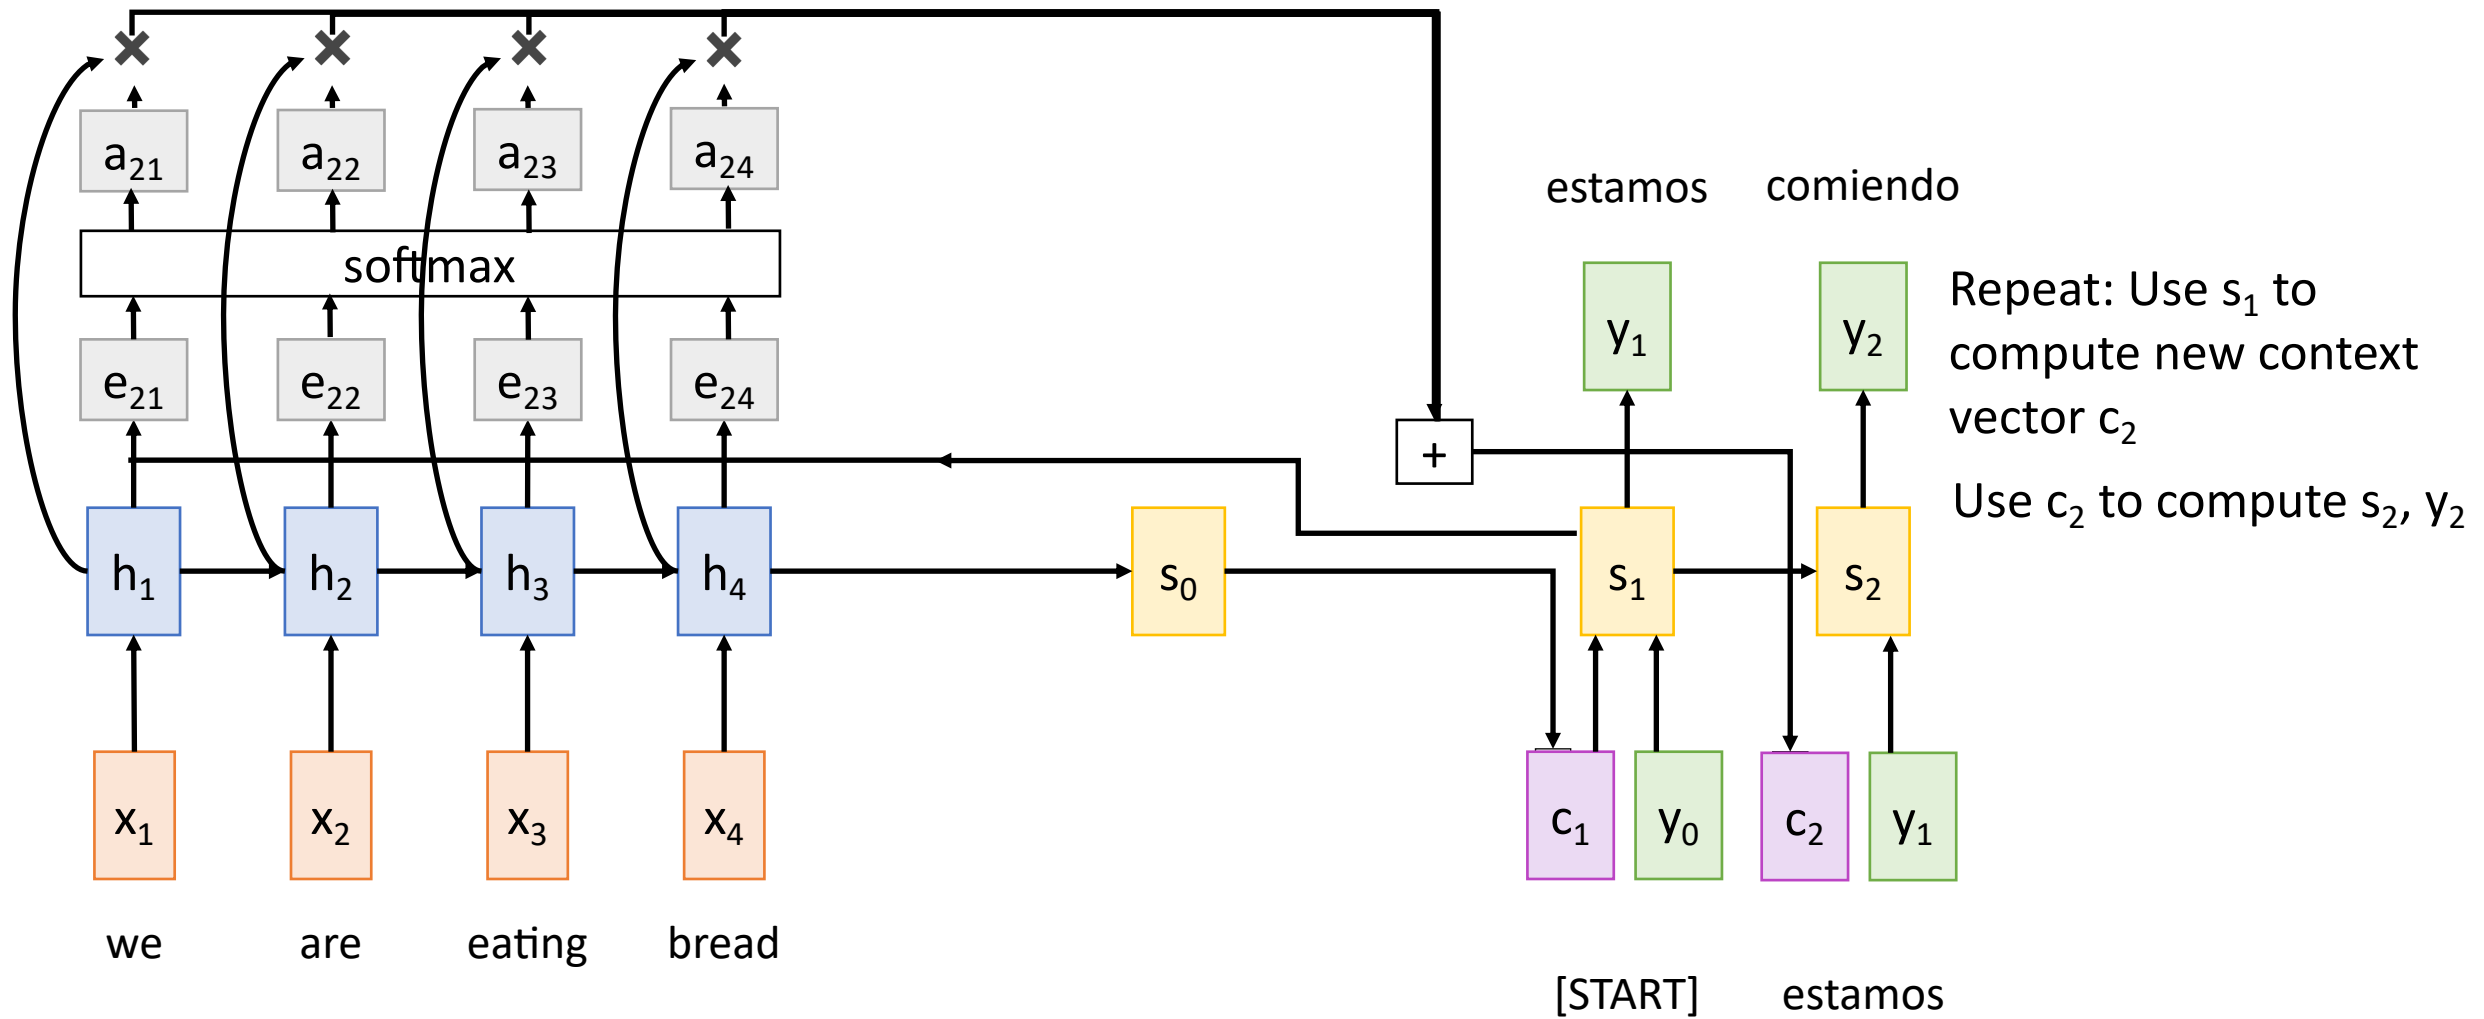 a21 a22 a23 a24
softmax
e21 e22 e23 e24
h1 h2 h3 h4 s0 s1 s2
x1 x2 x3 x4
we are eating bread
+
estamos comiendo
y1 y2
Repeat: Use s1 to
compute new context
vector c2
Use c2 to compute s2, y2
c1 y0 c2 y1
[START] estamos